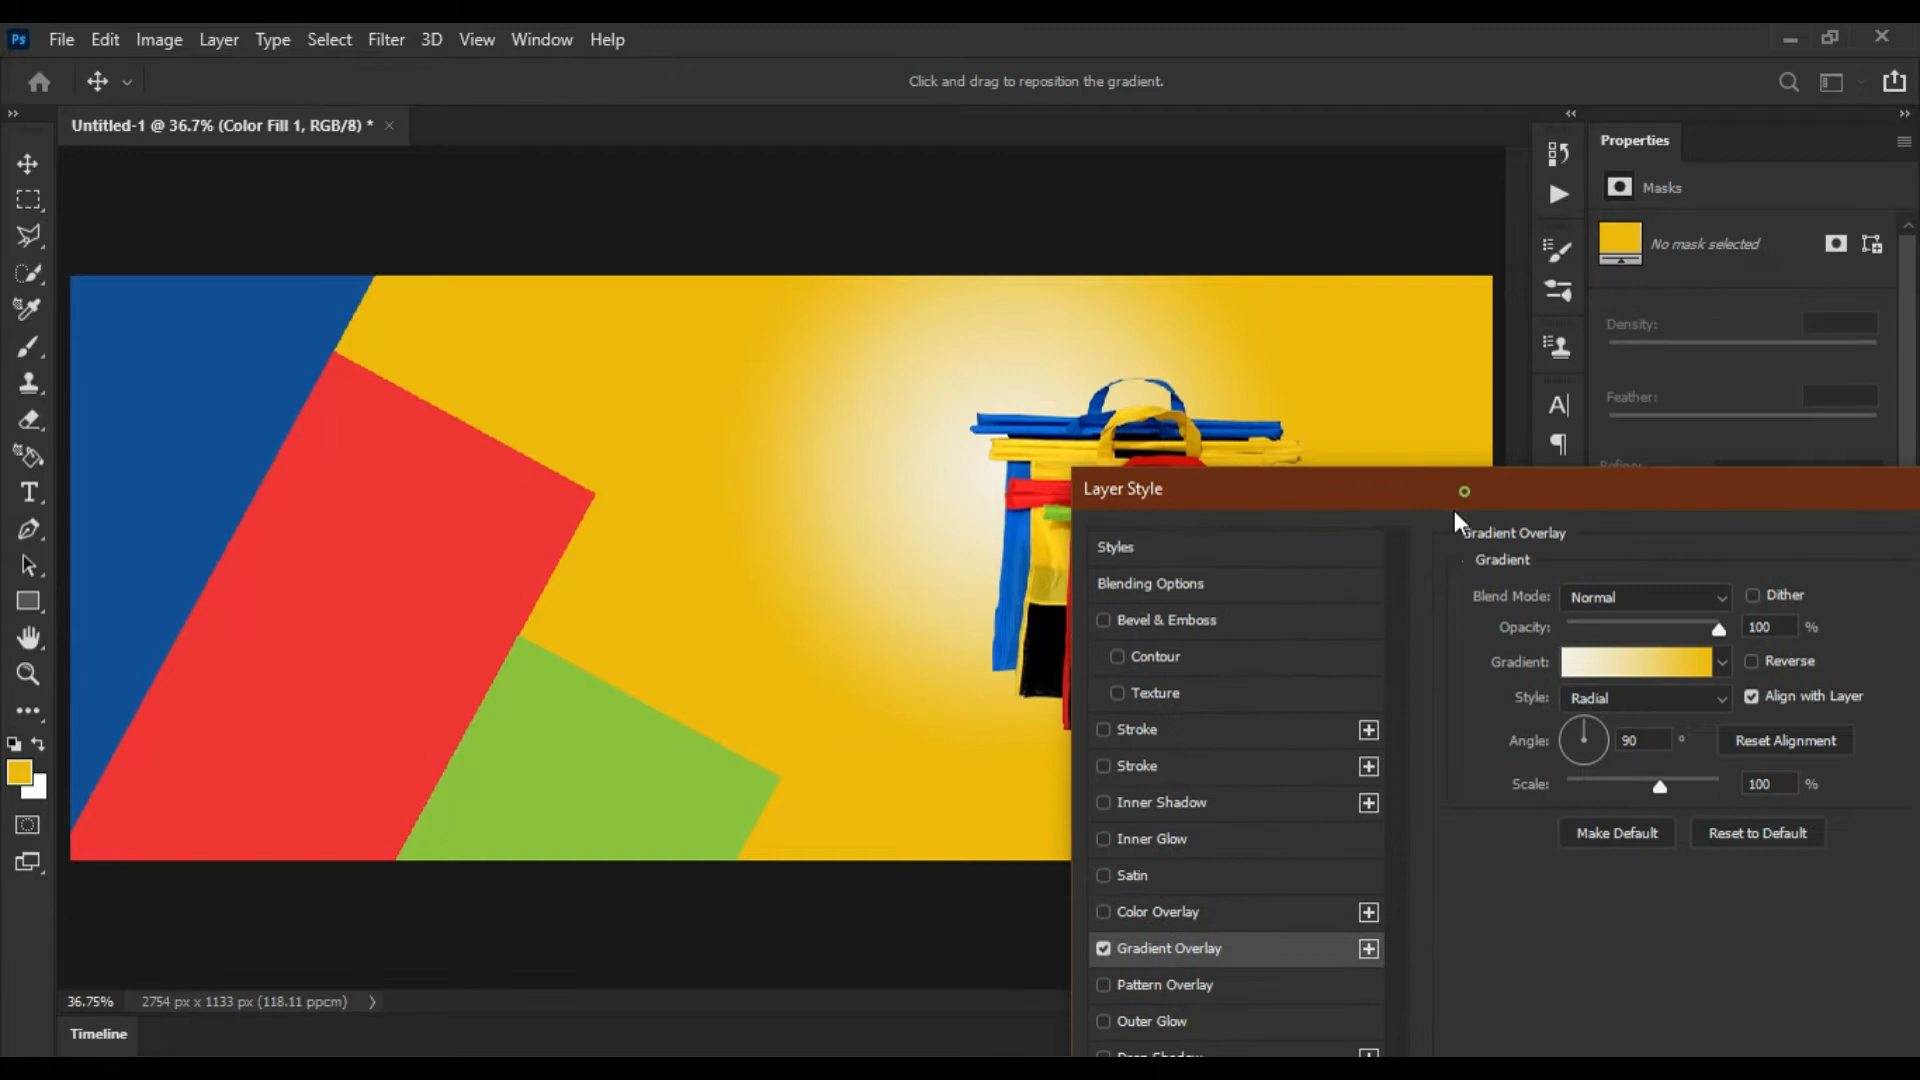 Ps File Edit Image Layer Type Select Filter 3D View Window Help
Click and drag to reposition the gradient.
Untitled-1 @ 36.7% (Color Fill 1, RGB/8) * ×
Properties
Masks
No mask selected
Density:
Feather:
Layer Style
Styles
Blending Options
Bevel & Emboss
Contour
Texture
Stroke
Stroke
Inner Shadow
Inner Glow
Satin
Color Overlay
Gradient Overlay
Pattern Overlay
Outer Glow
Gradient Overlay
Gradient
Blend Mode: Normal Dither
Opacity: 100 %
Gradient: Reverse
Style: Radial Align with Layer
Angle: 90 ° Reset Alignment
Scale: 100 %
Make Default Reset to Default
36.75% 2754 px x 1133 px (118.11 ppcm)
Timeline